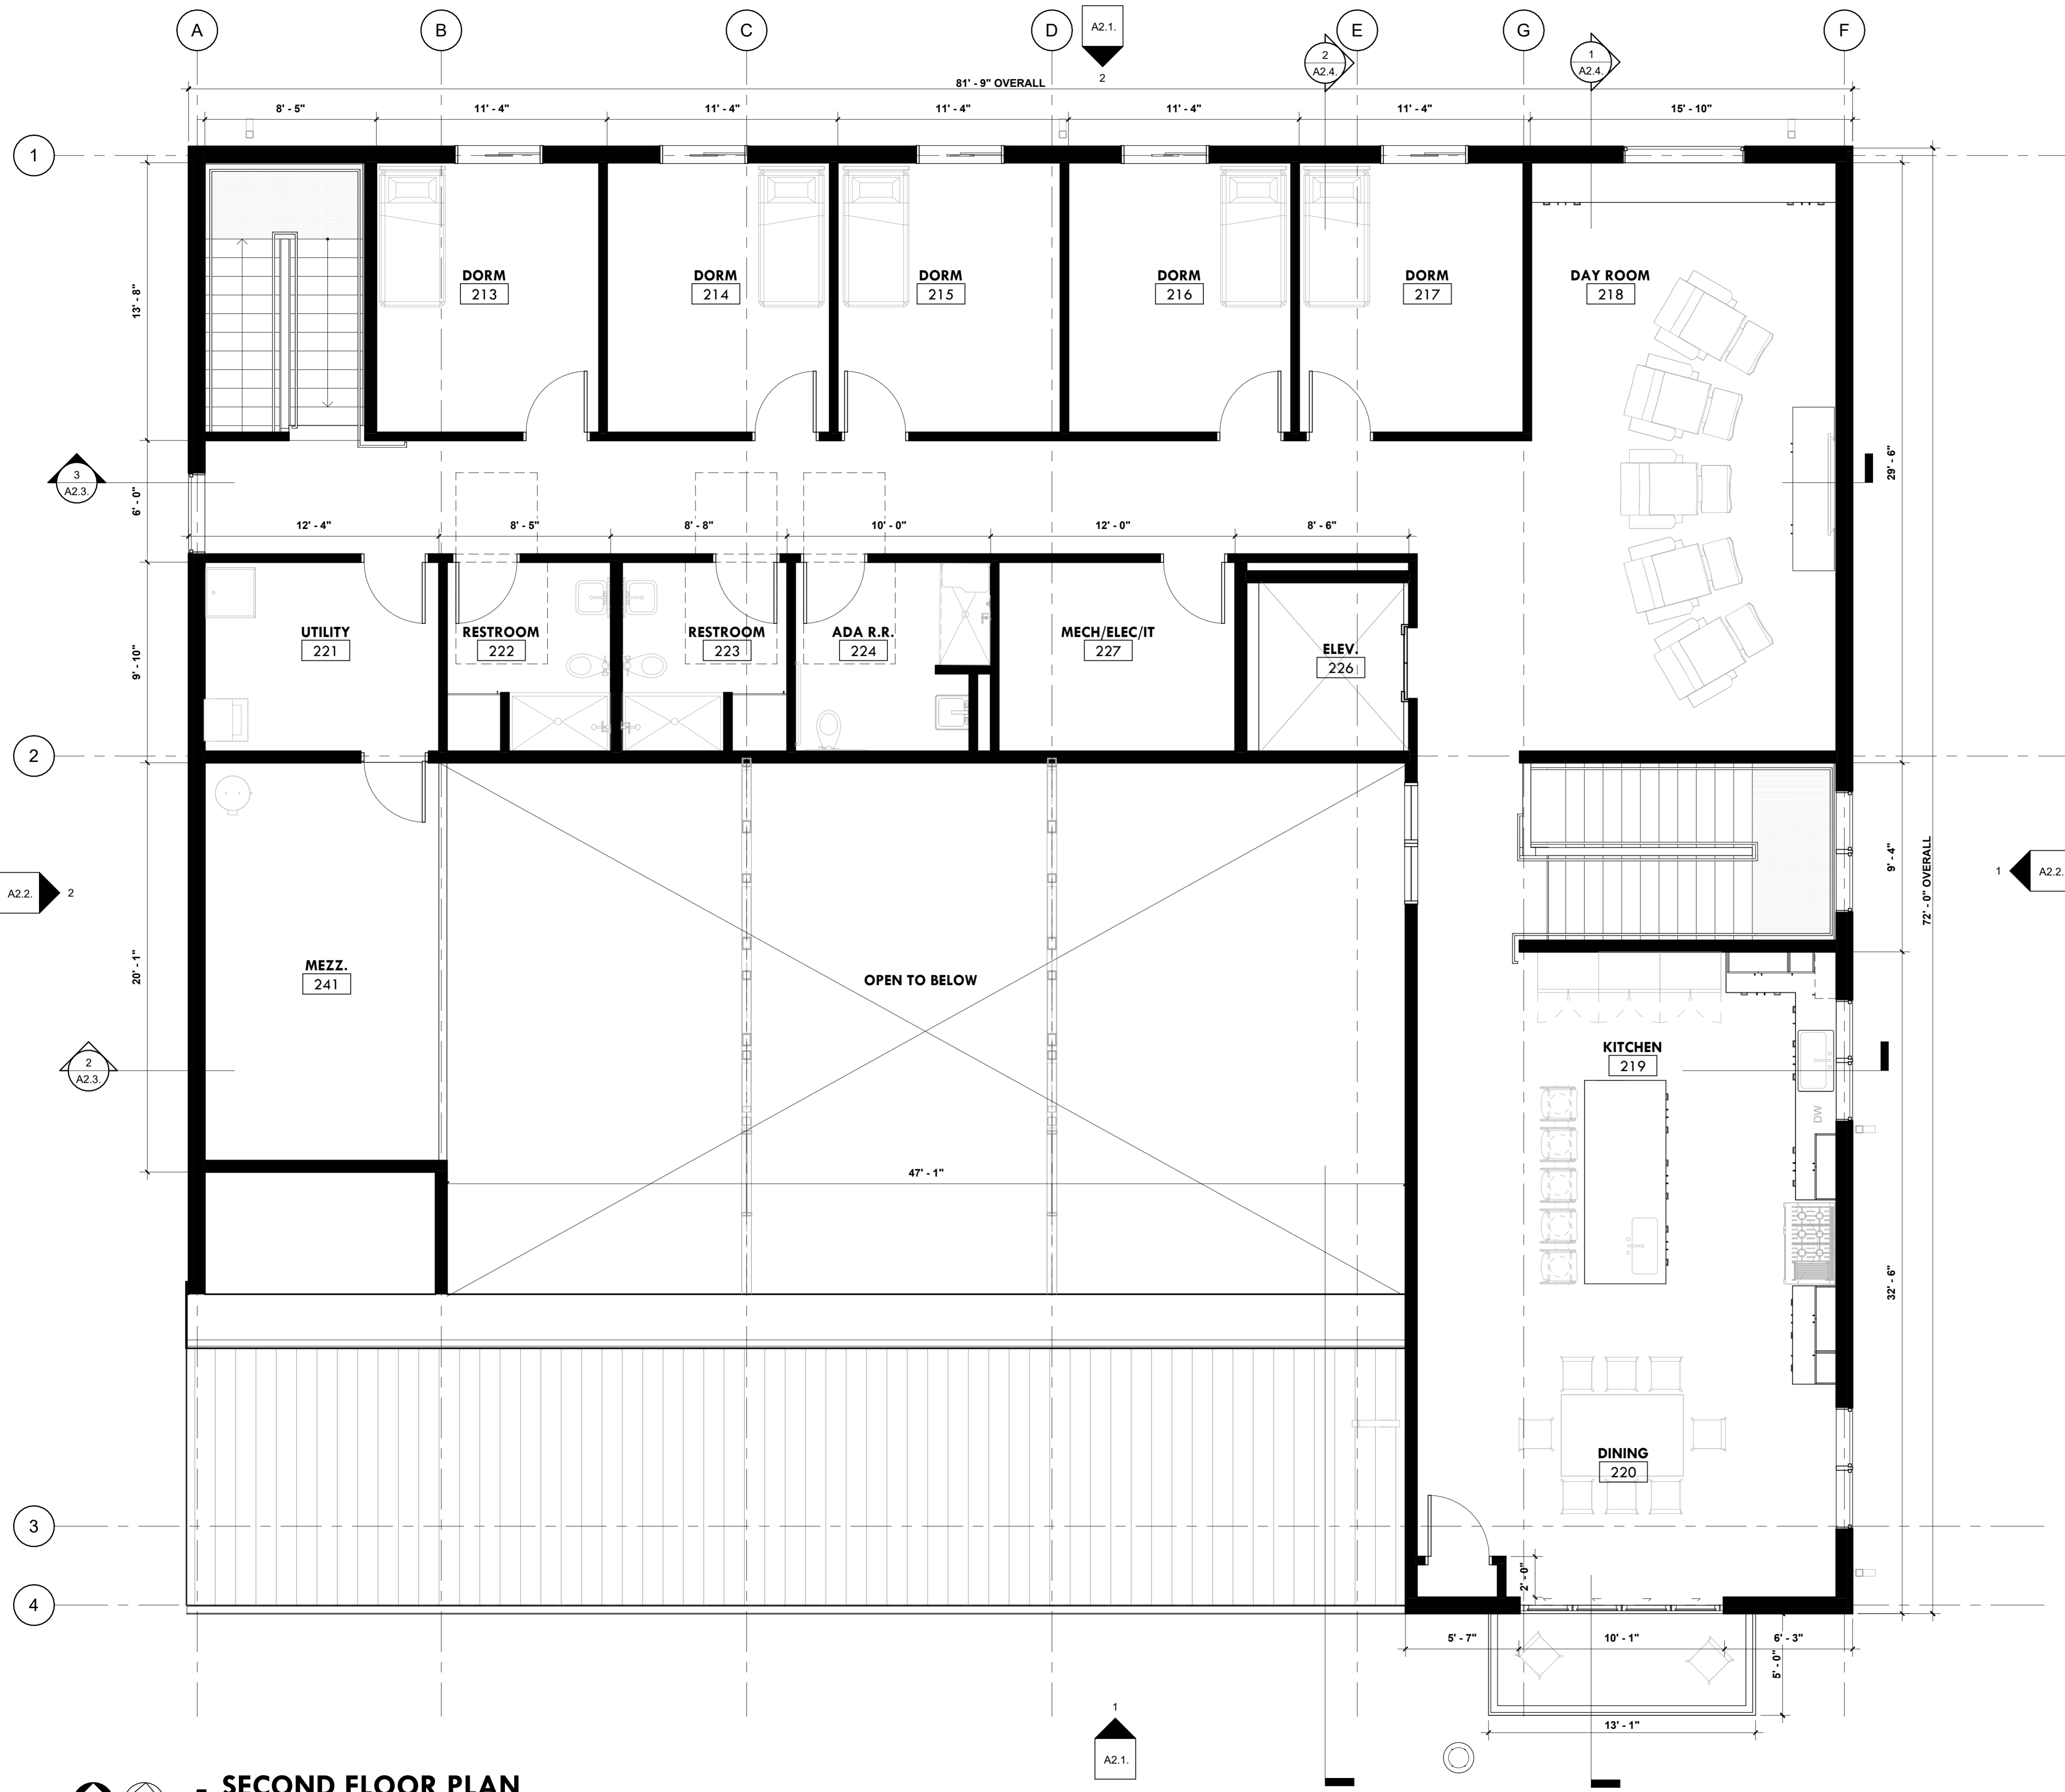 A B C D E G F
A2.1.
2
2
A2.4.
1
A2.4.
81' - 9" OVERALL
8' - 5" 11' - 4" 11' - 4" 11' - 4" 11' - 4" 11' - 4" 15' - 10"
1
DORM
213
DORM
214
DORM
215
DORM
216
DORM
217
DAY ROOM
218
13' - 8"
29' - 6"
3
A2.3.
6' - 0"
12' - 4" 8' - 5" 8' - 8" 10' - 0" 12' - 0" 8' - 6"
UTILITY
221
RESTROOM
222
RESTROOM
223
ADA R.R.
224
MECH/ELEC/IT
227
ELEV.
226
9' - 10"
2
9' - 4"
72' - 0" OVERALL
A2.2.
2
1
A2.2.
MEZZ.
241
20' - 1"
OPEN TO BELOW
KITCHEN
219
DW
2
A2.3.
47' - 1"
32' - 6"
DINING
220
3
2' - 0"
4
5' - 7" 10' - 1" 6' - 3"
5' - 0"
13' - 1"
1
A2.1.
SECOND FLOOR PLAN